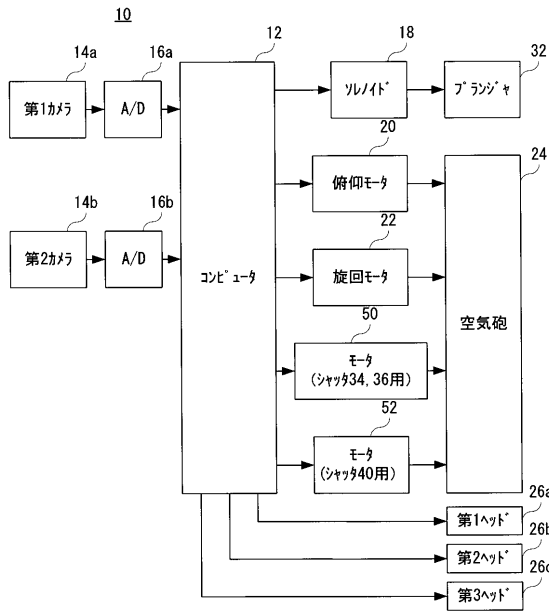 10
14a
16a
12
18
32
第1カメラ
A/D
ソレノイド
プランジャ
20
24
俯仰モータ
14b
16b
22
第2カメラ
A/D
コンピュータ
旋回モータ
空気砲
50
モータ
(シャッタ34, 36用)
52
モータ
(シャッタ40用)
26a
第1ヘッド
26b
第2ヘッド
26c
第3ヘッド